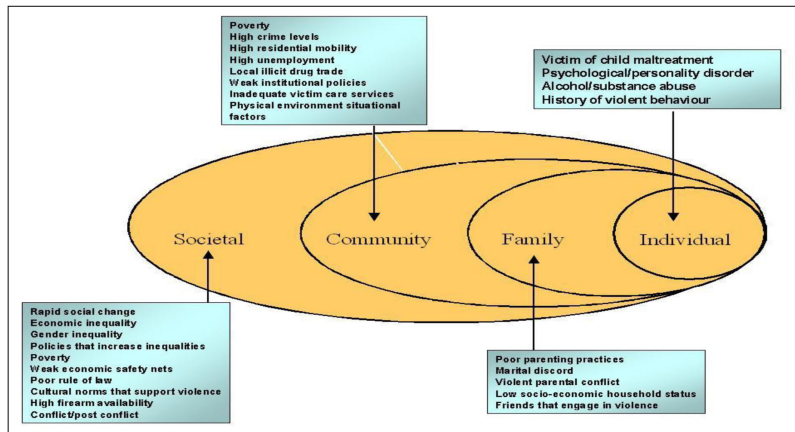 Poverty
High crime levels
High residential mobility
High unemployment
Local illicit drug trade
Weak institutional policies
Inadequate victim care services
Physical environment situational
factors
Victim of child maltreatment
Psychological/personality disorder
Alcohol/substance abuse
History of violent behaviour
Societal
Community
Family
Individual
Rapid social change
Economic inequality
Gender inequality
Policies that increase inequalities
Poverty
Weak economic safety nets
Poor rule of law
Cultural norms that support violence
High firearm availability
Conflict/post conflict
Poor parenting practices
Marital discord
Violent parental conflict
Low socio-economic household status
Friends that engage in violence